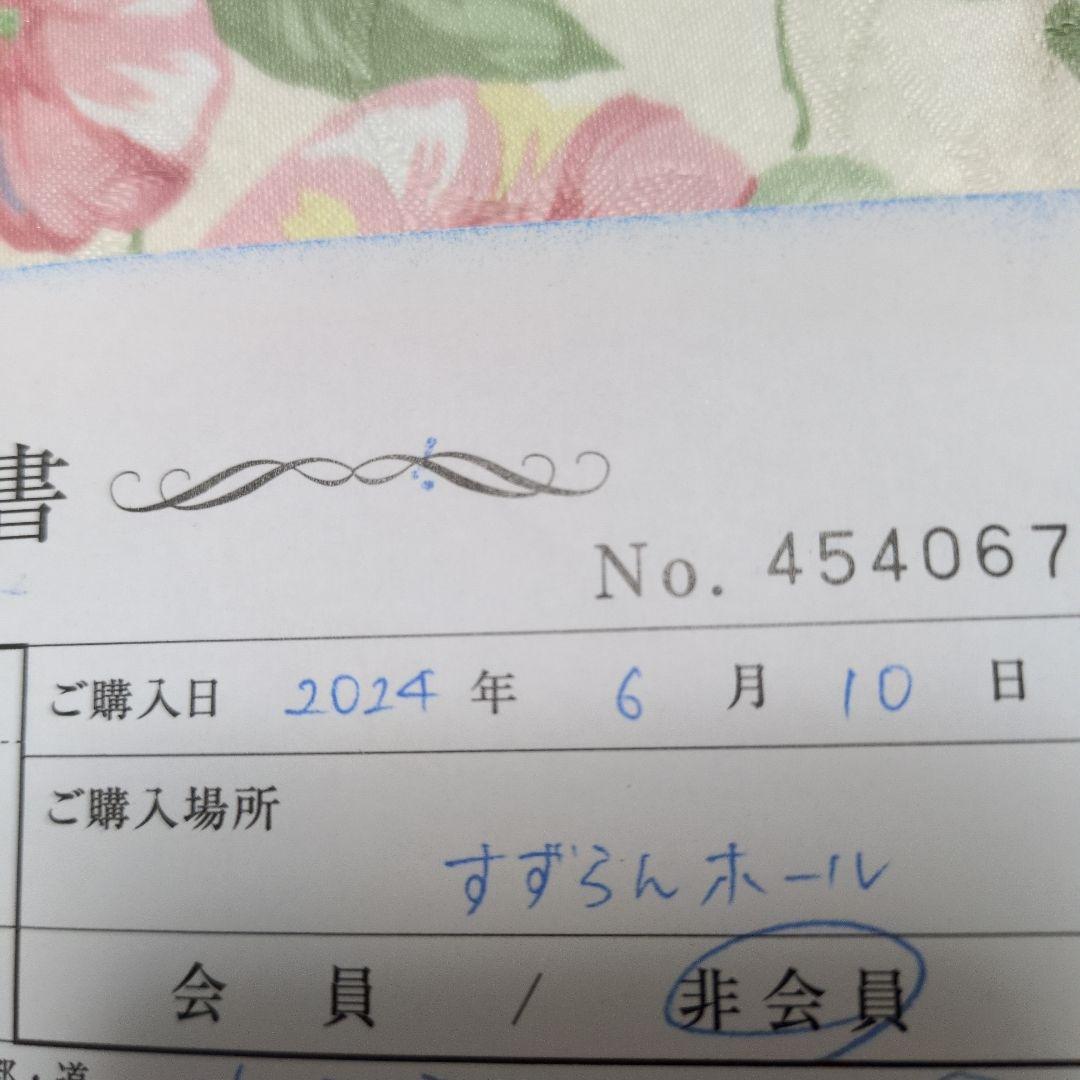 書
No. 454067
ご購入日 2024 年 6 月 10 日
ご購入場所
すずらんホール
会 員 / 非会員
・道